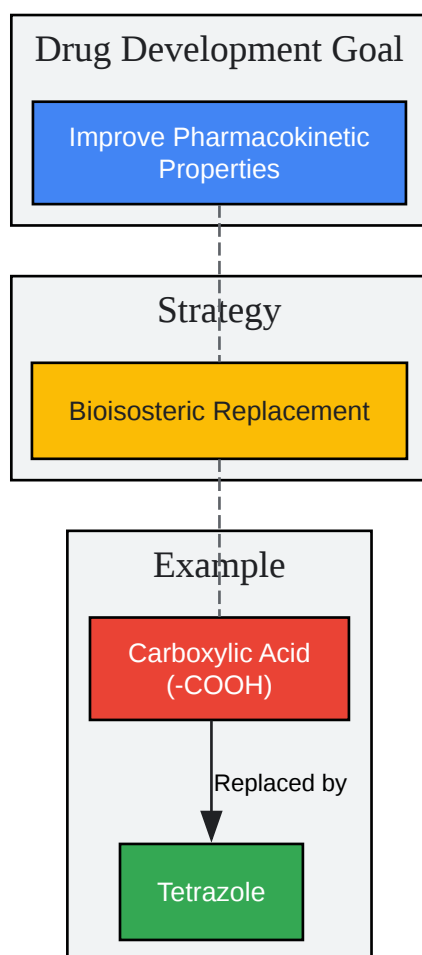 Drug Development Goal
Improve Pharmacokinetic
Properties
Strategy
Bioisosteric Replacement
Example
Carboxylic Acid
(-COOH)
Replaced by
Tetrazole